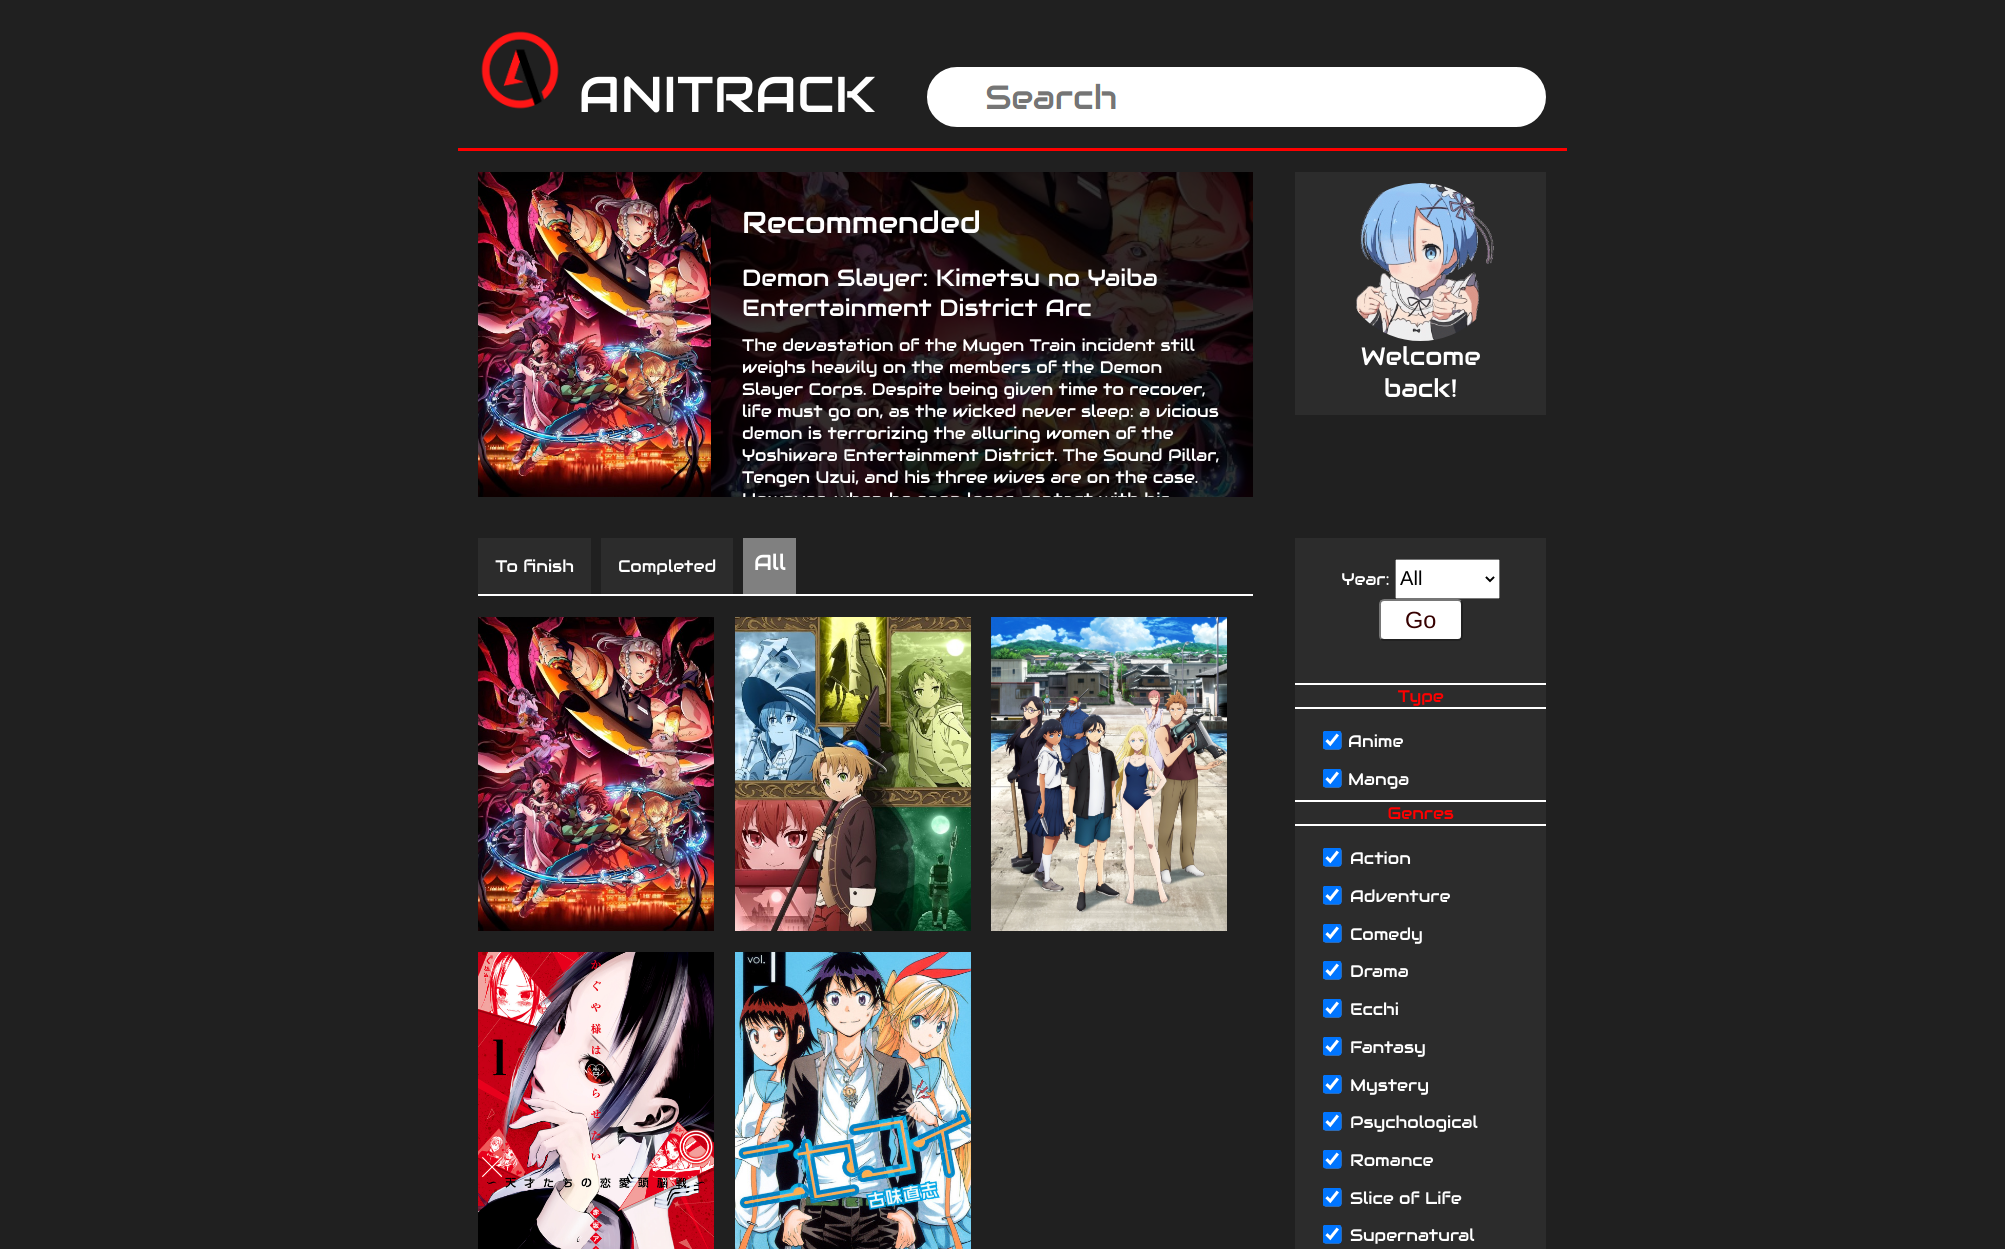 ANITRACK
Search
Recommended
Demon Slayer: Kimetsu no Yaiba
Entertainment District Arc
The devastation of the Mugen Train incident still
weighs heavily on the members of the Demon
Slayer Corps. Despite being given time to recover,
life must go on, as the wicked never sleep: a vicious
demon is terrorizing the alluring women of the
Yoshiwara Entertainment District. The Sound Pillar,
Tengen Uzui, and his three wives are on the case.
Welcome
back!
To finish
Completed
All
Year: All
Go
Type
Anime
Manga
Genres
Action
Adventure
Comedy
Drama
Ecchi
Fantasy
Mystery
Psychological
Romance
Slice of Life
Supernatural
かぐや様は告らせたい
1
天才たちの恋愛頭脳戦
vol.
1
ニセコイ
古味直志